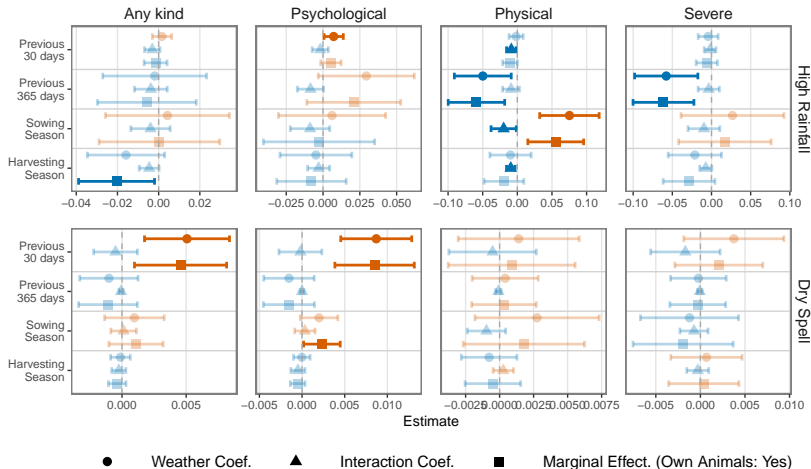 Any kind Psychological Physical Severe
Previous
30 days
Previous
365 days
Sowing
Season
Harvesting
Season
High Rainfall
−0.04 −0.02 0.00 0.02
−0.050 −0.025 0.000 0.025 0.050
−0.10 −0.05 0.00 0.05 0.10
−0.10 −0.05 0.00 0.05 0.10
Previous
30 days
Previous
365 days
Sowing
Season
Harvesting
Season
Dry Spell
0.000 0.005
−0.005 0.000 0.005 0.010
−0.0025 0.0000 0.0025 0.0050 0.0075
−0.005 0.000 0.005
Estimate
Weather Coef. Interaction Coef. Marginal Effect. (Own Animals: Yes)